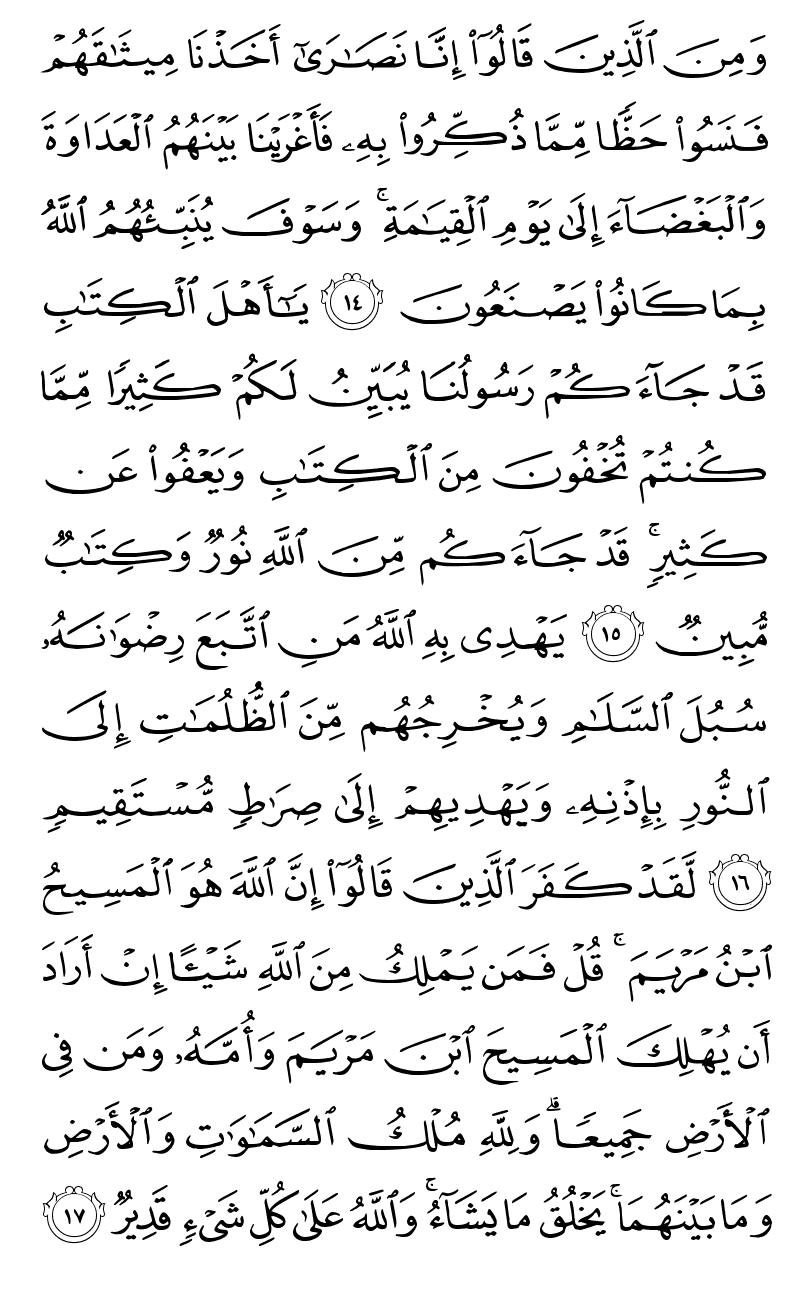 وَمِنَ ٱلَّذِينَ قَالُوٓا۟ إِنَّا نَصَـٰرَىٰٓ أَخَذْنَا مِيثَـٰقَهُمْ
فَنَسُوا۟ حَظًّا مِّمَّا ذُكِّرُوا۟ بِهِۦ فَأَغْرَيْنَا بَيْنَهُمُ ٱلْعَدَاوَةَ
وَٱلْبَغْضَآءَ إِلَىٰ يَوْمِ ٱلْقِيَـٰمَةِ ۚ وَسَوْفَ يُنَبِّئُهُمُ ٱللَّهُ
بِمَا كَانُوا۟ يَصْنَعُونَ ١٤ يَـٰٓأَهْلَ ٱلْكِتَـٰبِ
قَدْ جَآءَكُمْ رَسُولُنَا يُبَيِّنُ لَكُمْ كَثِيرًا مِّمَّا
كُنتُمْ تُخْفُونَ مِنَ ٱلْكِتَـٰبِ وَيَعْفُوا۟ عَن
كَثِيرٍ ۚ قَدْ جَآءَكُم مِّنَ ٱللَّهِ نُورٌ وَكِتَـٰبٌ
مُّبِينٌ ١٥ يَهْدِى بِهِ ٱللَّهُ مَنِ ٱتَّبَعَ رِضْوَٰنَهُۥ
سُبُلَ ٱلسَّلَـٰمِ وَيُخْرِجُهُم مِّنَ ٱلظُّلُمَـٰتِ إِلَى
ٱلنُّورِ بِإِذْنِهِۦ وَيَهْدِيهِمْ إِلَىٰ صِرَٰطٍ مُّسْتَقِيمٍ
١٦ لَّقَدْ كَفَرَ ٱلَّذِينَ قَالُوٓا۟ إِنَّ ٱللَّهَ هُوَ ٱلْمَسِيحُ
ٱبْنُ مَرْيَمَ ۚ قُلْ فَمَن يَمْلِكُ مِنَ ٱللَّهِ شَيْـًٔا إِنْ أَرَادَ
أَن يُهْلِكَ ٱلْمَسِيحَ ٱبْنَ مَرْيَمَ وَأُمَّهُۥ وَمَن فِى
ٱلْأَرْضِ جَمِيعًا ۗ وَلِلَّهِ مُلْكُ ٱلسَّمَـٰوَٰتِ وَٱلْأَرْضِ
وَمَا بَيْنَهُمَا ۚ يَخْلُقُ مَا يَشَآءُ ۚ وَٱللَّهُ عَلَىٰ كُلِّ شَىْءٍ قَدِيرٌ ١٧